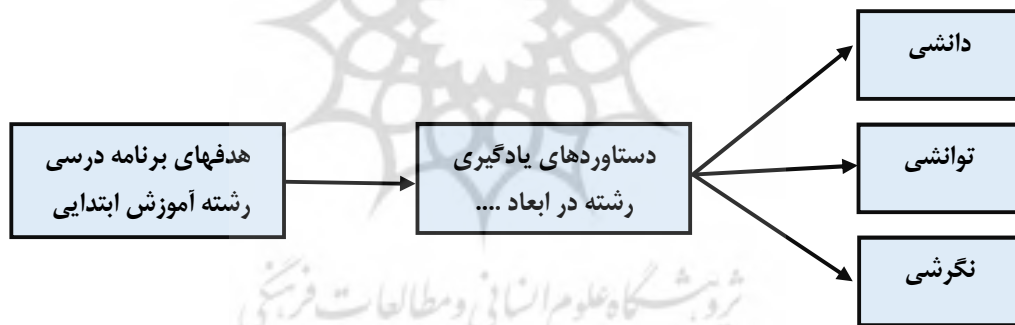 هدفهای برنامه درسی
رشته آموزش ابتدایی
دستاوردهای یادگیری
رشته در ابعاد ....
دانشی
توانشی
نگرشی
پژوهشگاه علوم انسانی و مطالعات فرهنگی